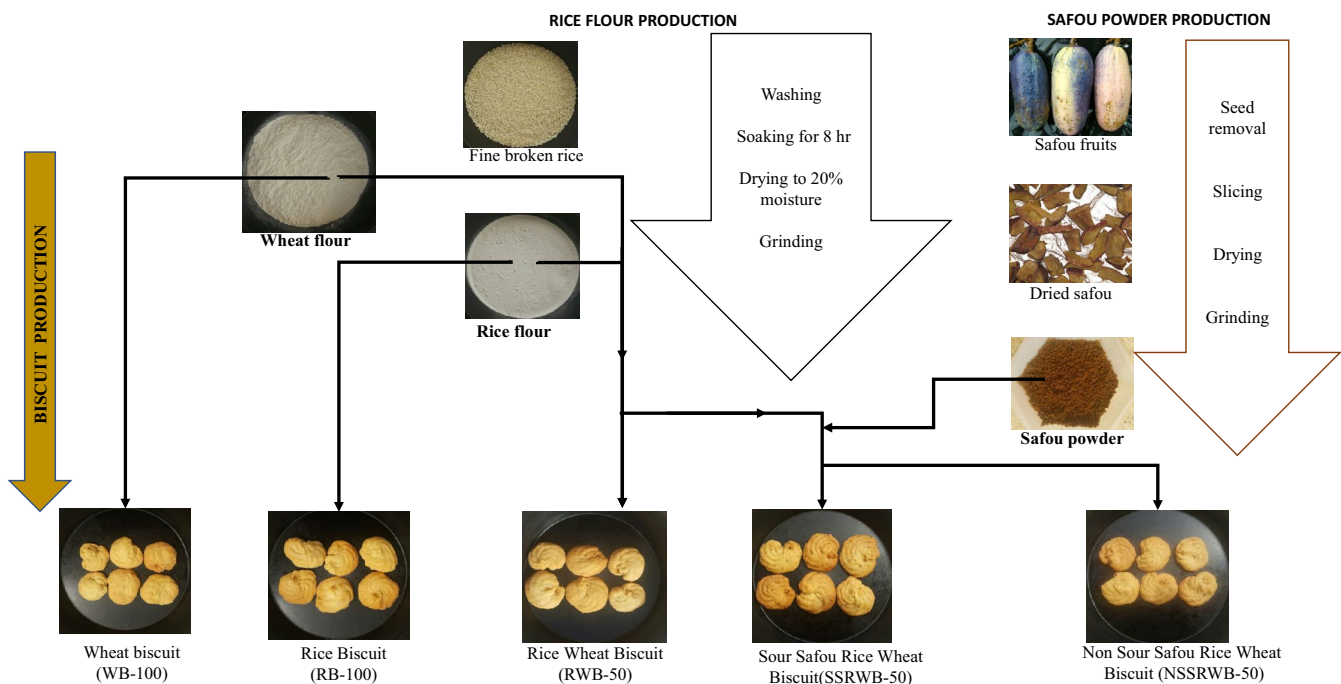 RICE FLOUR PRODUCTION
SAFOU POWDER PRODUCTION
Fine broken rice
Washing
Soaking for 8 hr
Drying to 20%
moisture
Grinding
Safou fruits
Seed
removal
Slicing
Drying
Grinding
Wheat flour
Rice flour
Dried safou
Safou powder
BISCUIT PRODUCTION
Wheat biscuit
(WB-100)
Rice Biscuit
(RB-100)
Rice Wheat Biscuit
(RWB-50)
Sour Safou Rice Wheat
Biscuit(SSRWB-50)
Non Sour Safou Rice Wheat
Biscuit (NSSRWB-50)